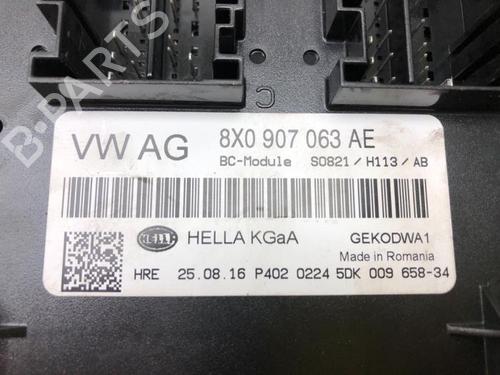 C
VW AG 8X0 907 063 AE
BC-Module S0821 / H113 / AB
HELLA HELLA KGaA GEKODWA1
Made in Romania
HRE 25.08.16 P402 0224 5DK 009 658-34
B-Parts